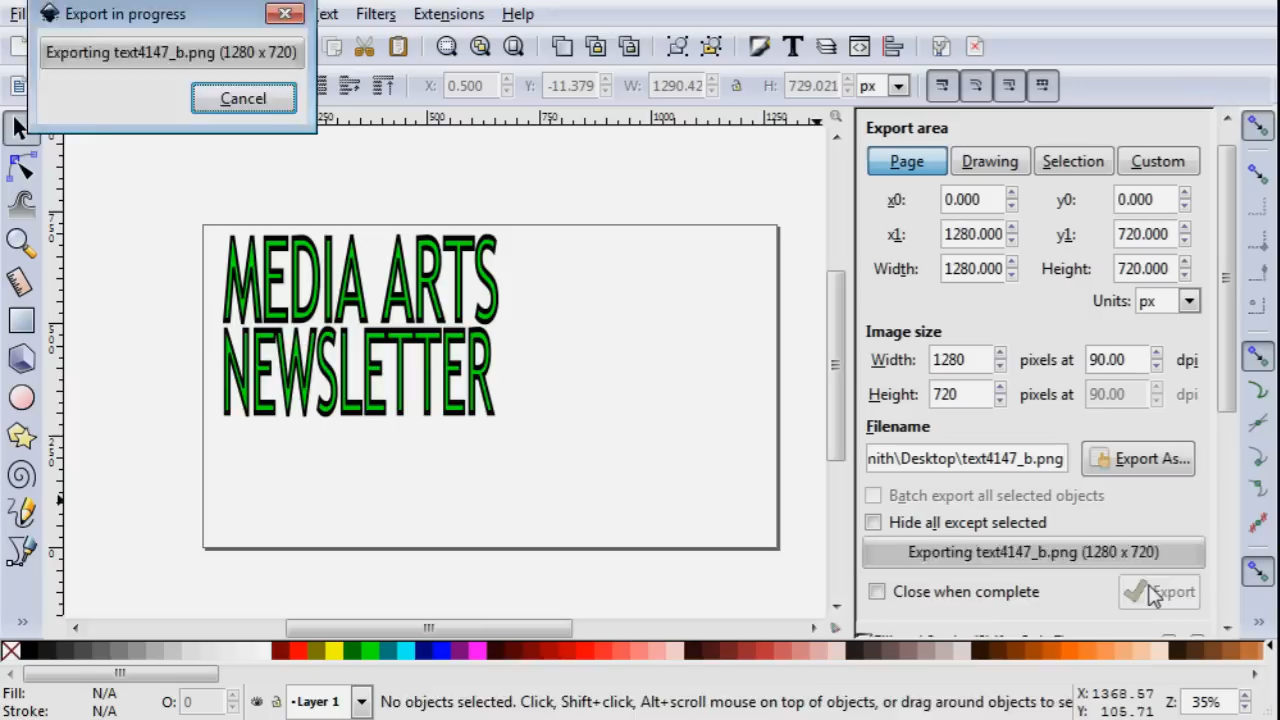 Export in progress
Exporting text4147_b.png (1280 x 720)
Cancel
Filters Extensions Help
X: 0.500 Y: -11.379 W: 1290.42 H: 729.021 px
250 500 750 1000 1250
750
500
250
0
MEDIA ARTS
NEWSLETTER
Export area
Page Drawing Selection Custom
x0: 0.000 y0: 0.000
x1: 1280.000 y1: 720.000
Width: 1280.000 Height: 720.000
Units: px
Image size
Width: 1280 pixels at 90.00 dpi
Height: 720 pixels at 90.00 dpi
Filename
nith\Desktop\text4147_b.png Export As...
Batch export all selected objects
Hide all except selected
Exporting text4147_b.png (1280 x 720)
Close when complete Export
Fill: N/A
Stroke: N/A
O: 0
Layer 1
No objects selected. Click, Shift+click, Alt+scroll mouse on top of objects, or drag around objects to se
X: 1368.57
Y: 105.71
Z: 35%